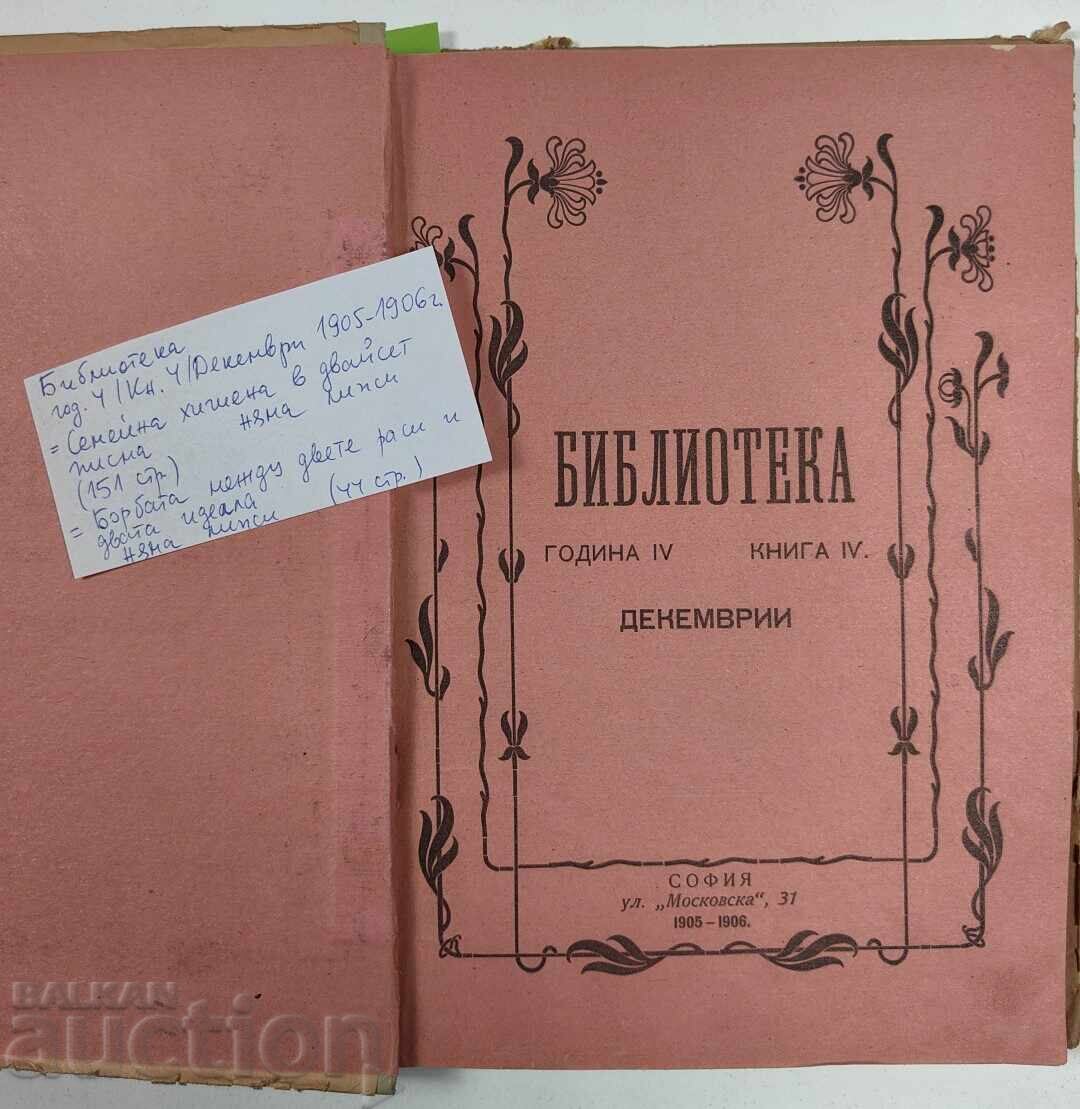 Библиотека
год. 4/Кн. 4/Декември 1905-1906г.
= Семейна хигиена в двайсет
писма няма липси
(151 стр.)
= Борбата между двете раси и
двата идеала (44 стр.)
няма липси
БИБЛИОТЕКА
ГОДИНА IV КНИГА IV.
ДЕКЕМВРИИ
СОФИЯ
ул. „Московска“, 31
1905–1906.
BALKAN
auction